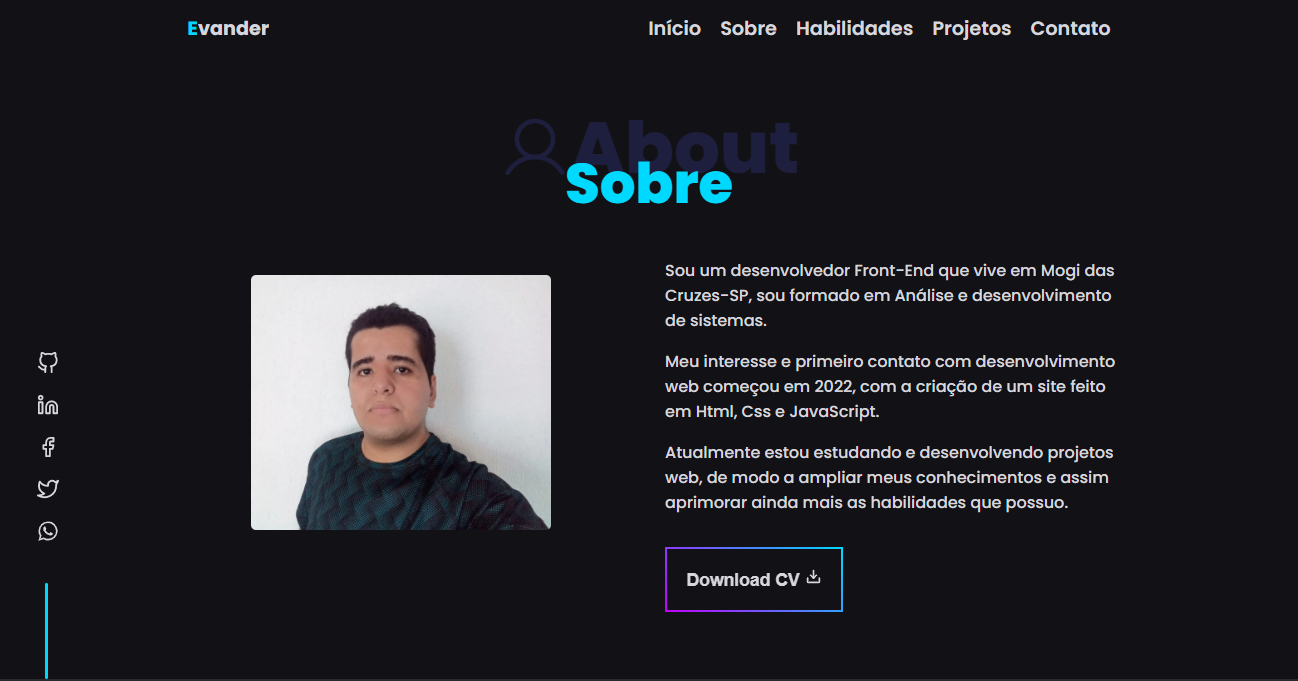 Evander
Início Sobre Habilidades Projetos Contato
About
Sobre
Sou um desenvolvedor Front-End que vive em Mogi das
Cruzes-SP, sou formado em Análise e desenvolvimento
de sistemas.
Meu interesse e primeiro contato com desenvolvimento
web começou em 2022, com a criação de um site feito
em Html, Css e JavaScript.
Atualmente estou estudando e desenvolvendo projetos
web, de modo a ampliar meus conhecimentos e assim
aprimorar ainda mais as habilidades que possuo.
Download CV